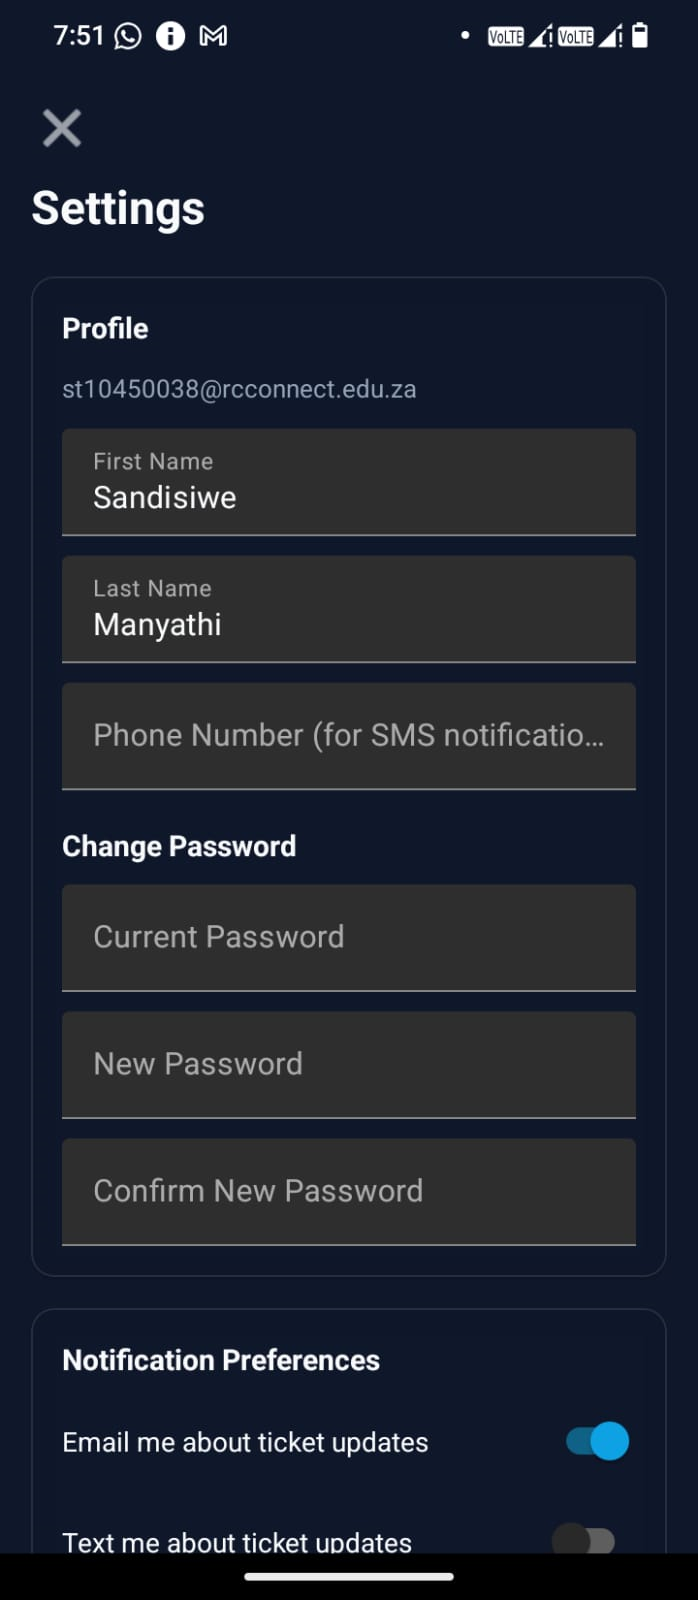 7:51
VoLTE VoLTE
Settings
Profile
st10450038@rcconnect.edu.za
First Name
Sandisiwe
Last Name
Manyathi
Phone Number (for SMS notificatio...
Change Password
Current Password
New Password
Confirm New Password
Notification Preferences
Email me about ticket updates
Text me about ticket updates